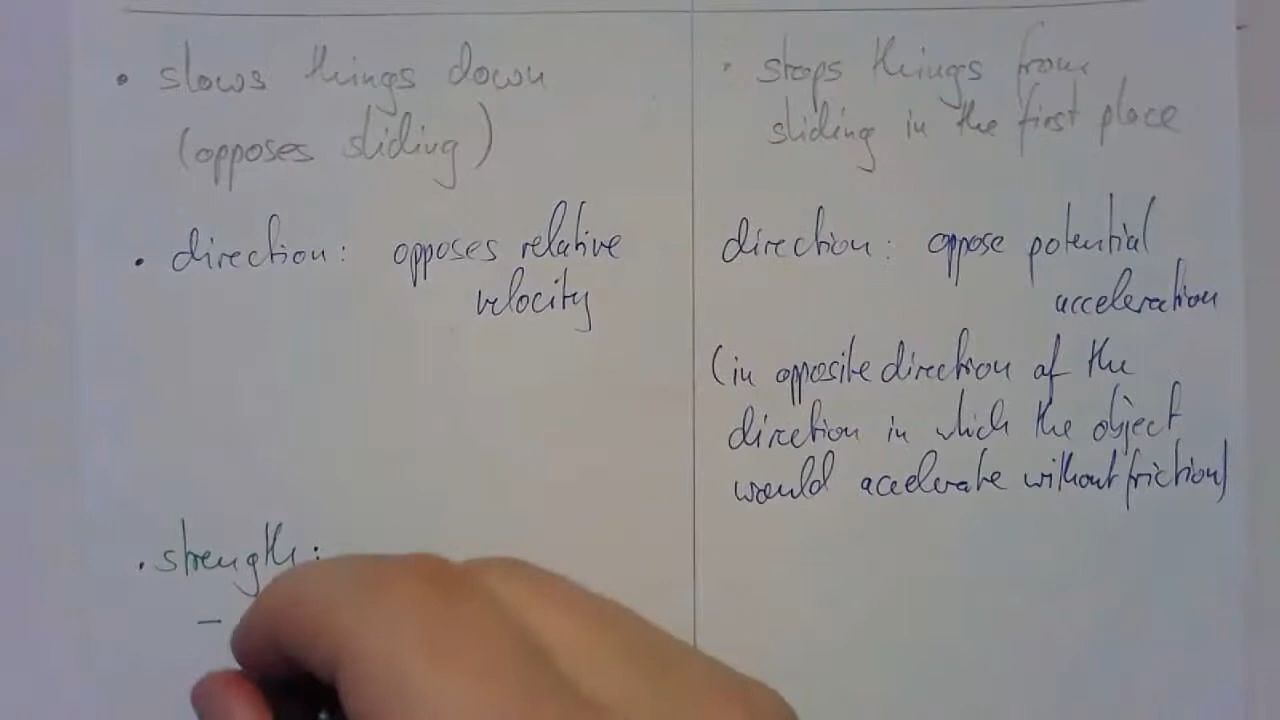 • slows things down
(opposes sliding)
• direction: opposes relative
velocity
• strength:
–
• stops things from
sliding in the first place
direction: oppose potential
acceleration
(in opposite direction of the
direction in which the object
would accelerate without friction)